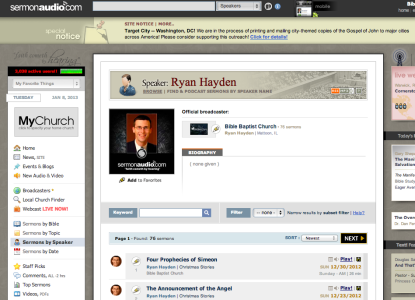 sermonaudio.com
Speakers
mobile
special notice
SITE NOTICE | MORE..
Target City -- Washington, DC! We are in the process of printing and mailing city-themed copies of the Gospel of John to major cities
across America! Please consider supporting this outreach! Click for details!
My Favorite Things
TUESDAY
JAN 8, 2013
MyChurch
Home
News
Events & Blogs
New Audio & Video
Broadcasters
Local Church Finder
Webcast LIVE NOW!
Sermons by Bible
Sermons by Topic
Sermons by Speaker
Sermons by Date
Staff Picks
Comments
Top Sermons
Speaker: Ryan Hayden
BROWSE | FIND & PODCAST SERMONS BY SPEAKER NAME
sermonaudio.com
Add to Favorites
Official broadcaster:
Bible Baptist Church
Ryan Hayden | Mattoon, IL
BIOGRAPHY
[ none given ]
Keyword
Filter
-- none --
Narrow results by subset filter | Help?
Page 1 · Found: 76 sermons
SORT
Newest
NEXT
Four Prophecies of Simeon
Ryan Hayden | Christmas Stories
Bible Baptist Church
Play!
SUN 12/30/2012
The Announcement of the Angel
Ryan Hayden | Christmas Stories
Play!
SUN 12/23/2012